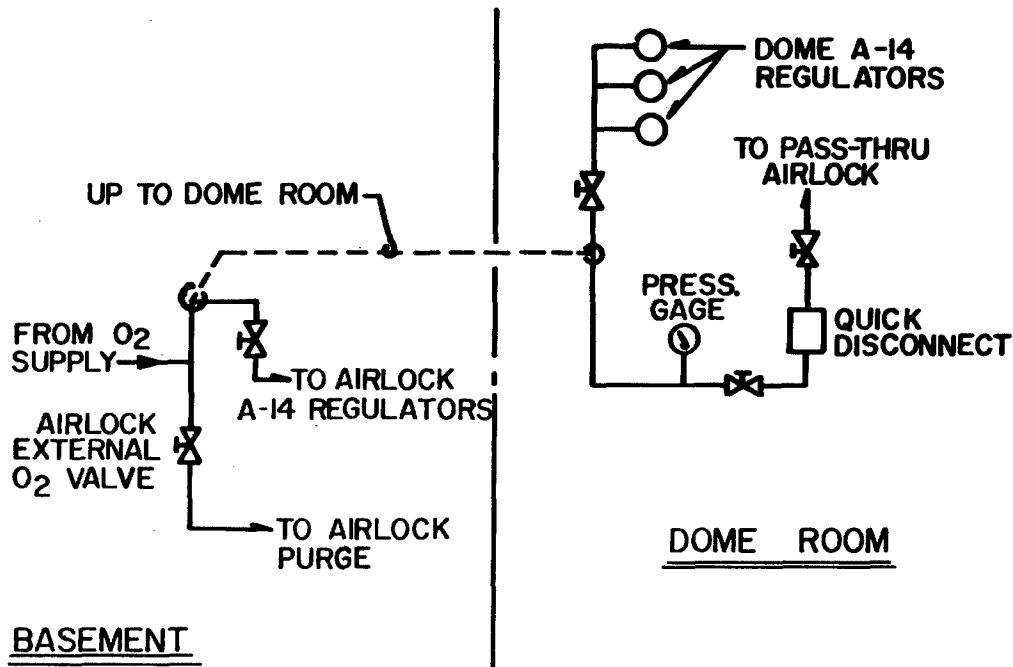 DOME A-14
REGULATORS
TO PASS-THRU
AIRLOCK
UP TO DOME ROOM
PRESS.
GAGE
QUICK
DISCONNECT
FROM O2
SUPPLY
TO AIRLOCK
A-14 REGULATORS
AIRLOCK
EXTERNAL
O2 VALVE
TO AIRLOCK
PURGE
DOME ROOM
BASEMENT